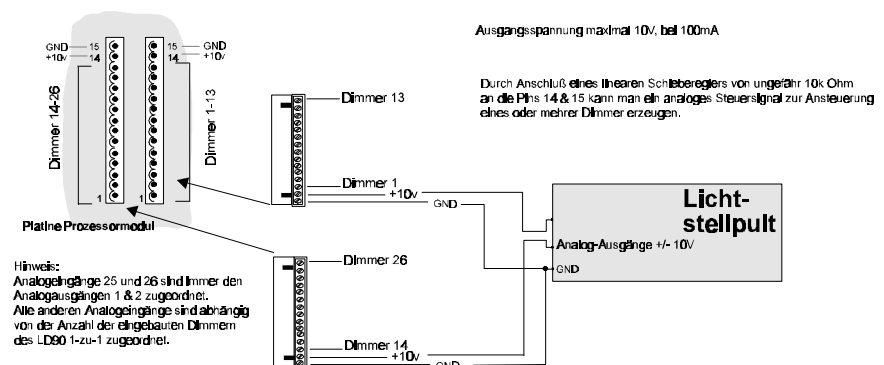 Ausgangsspannung maximal 10V, bei 100mA
GND 15
+10v 14
15 GND
14 +10v
Dimmer 14-26
Dimmer 1-13
1
1
Platine Prozessormodul
Durch Anschluß eines linearen Schiebereglers von ungefähr 10k Ohm
an die Pins 14 & 15 kann man ein analoges Steuersignal zur Ansteuerung
eines oder mehrer Dimmer erzeugen.
Dimmer 13
Dimmer 1
+10v
GND
Licht-
stellpult
Analog-Ausgänge +/- 10V
GND
Hinweis:
Analogeingänge 25 und 26 sind immer den
Analogausgängen 1 & 2 zugeordnet.
Alle anderen Analogeingänge sind abhängig
von der Anzahl der eingebauten Dimmern
des LD90 1-zu-1 zugeordnet.
Dimmer 26
Dimmer 14
+10v
GND